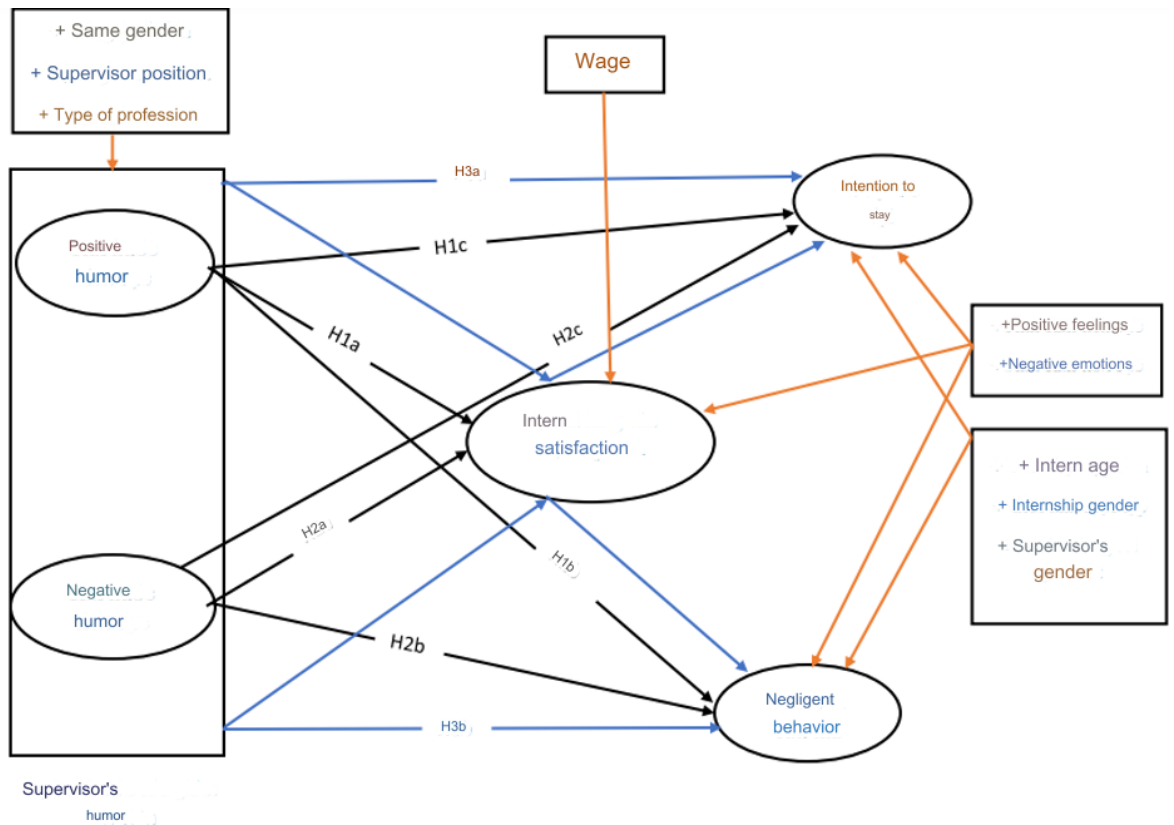 + Same gender
+ Supervisor position
+ Type of profession
Wage
H3a
Intention to
stay
Positive
humor
H1c
H1a
H2c
+Positive feelings
+Negative emotions
Intern
satisfaction
+ Intern age
+ Internship gender
+ Supervisor's
gender
H2a
H1b
Negative
humor
H2b
Negligent
behavior
H3b
Supervisor's
humor